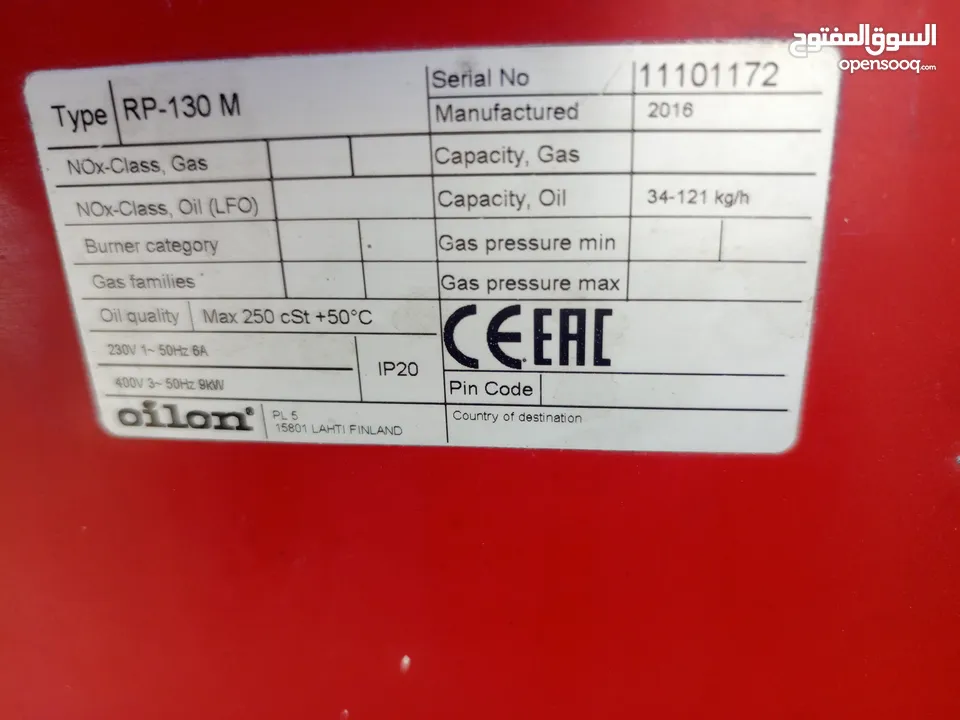 السوق المفتوح
opensooq.com
Type RP-130 M
Serial No 11101172
Manufactured 2016
NOx-Class, Gas
Capacity, Gas
NOx-Class, Oil (LFO)
Capacity, Oil 34-121 kg/h
Burner category
Gas pressure min
Gas families
Gas pressure max
Oil quality Max 250 cSt +50°C
CE EAC
230V 1~ 50Hz 6A
IP20
400V 3~ 50Hz 9kW
Pin Code
oilon®
PL 5
15801 LAHTI FINLAND
Country of destination